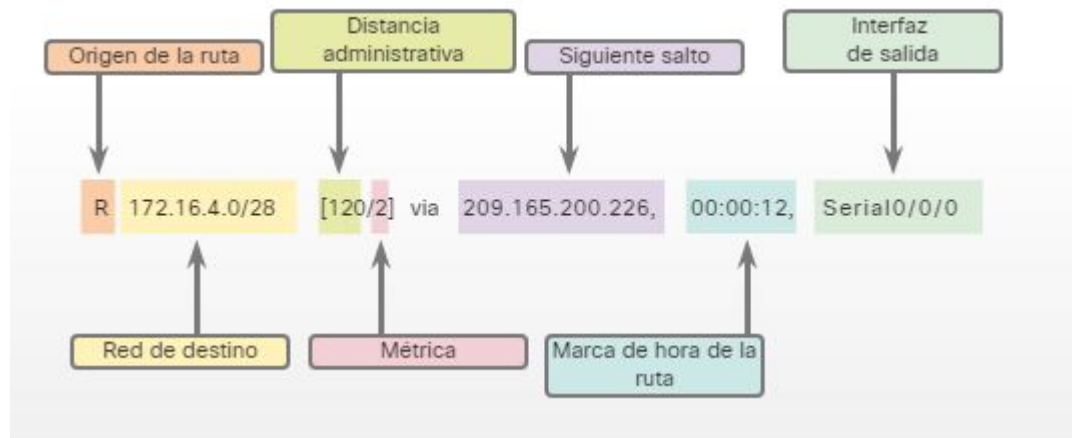 Origen de la ruta
Distancia
administrativa
Siguiente salto
Interfaz
de salida
R 172.16.4.0/28 [120/2] via 209.165.200.226, 00:00:12, Serial0/0/0
Red de destino
Métrica
Marca de hora de la
ruta